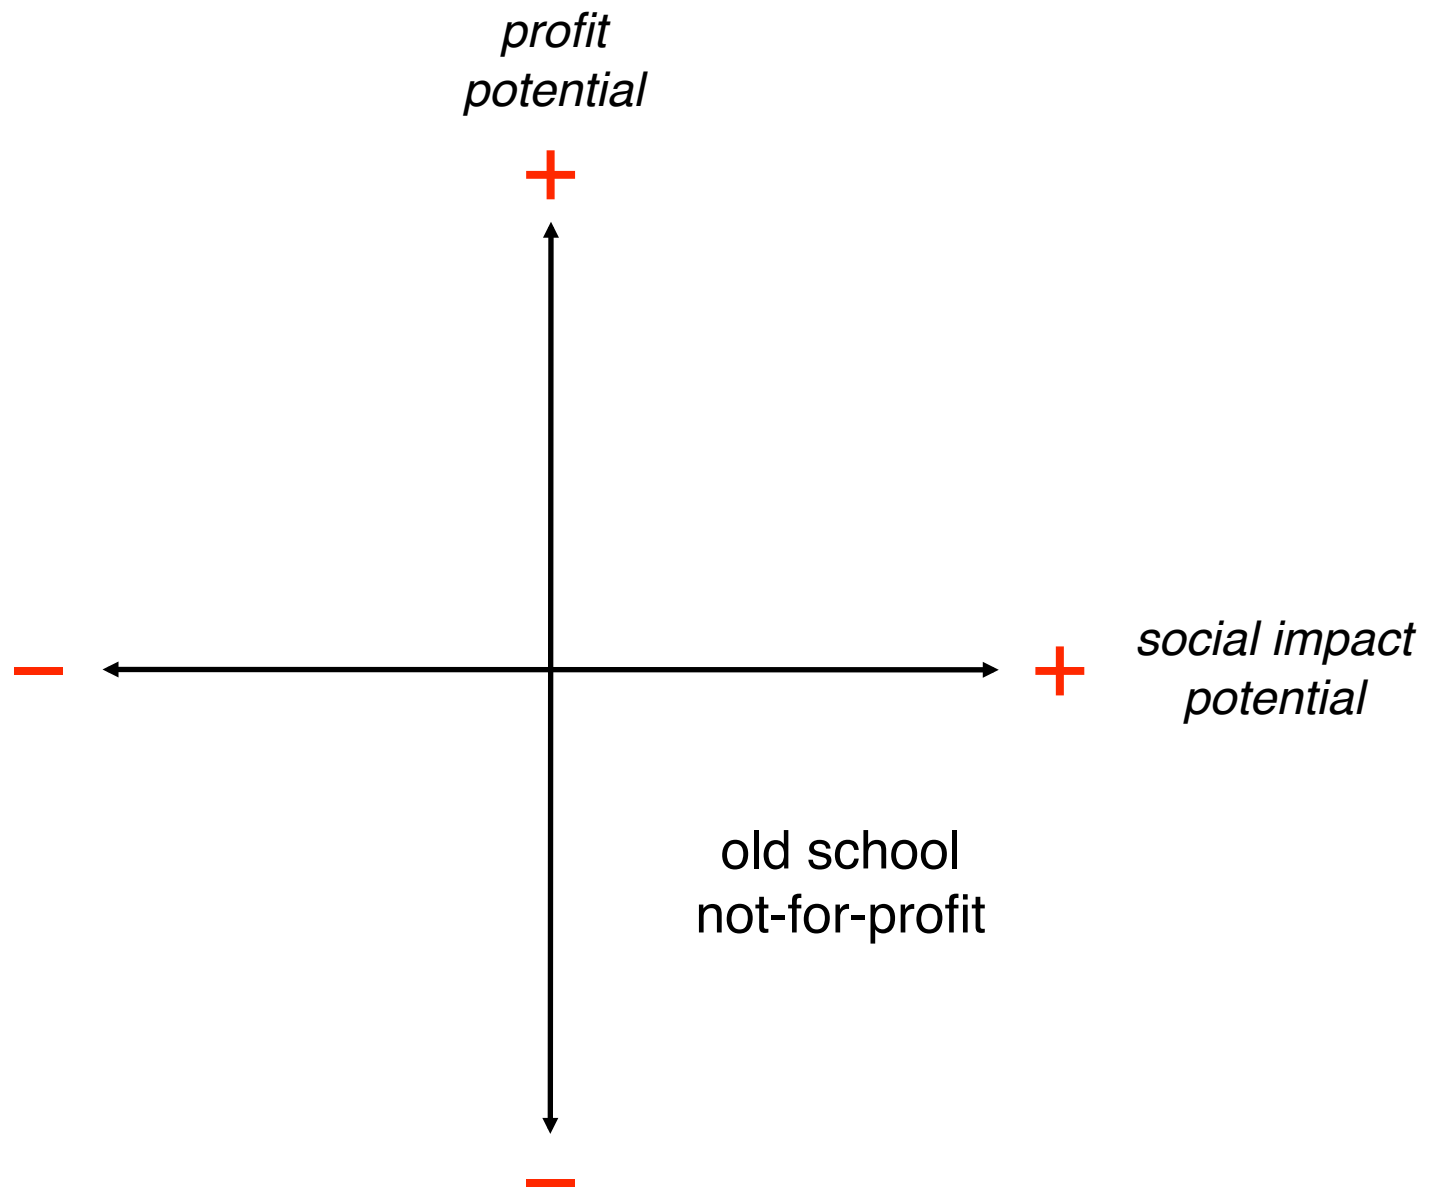 profit
potential
+
−
+
social impact
potential
old school
not-for-profit
−